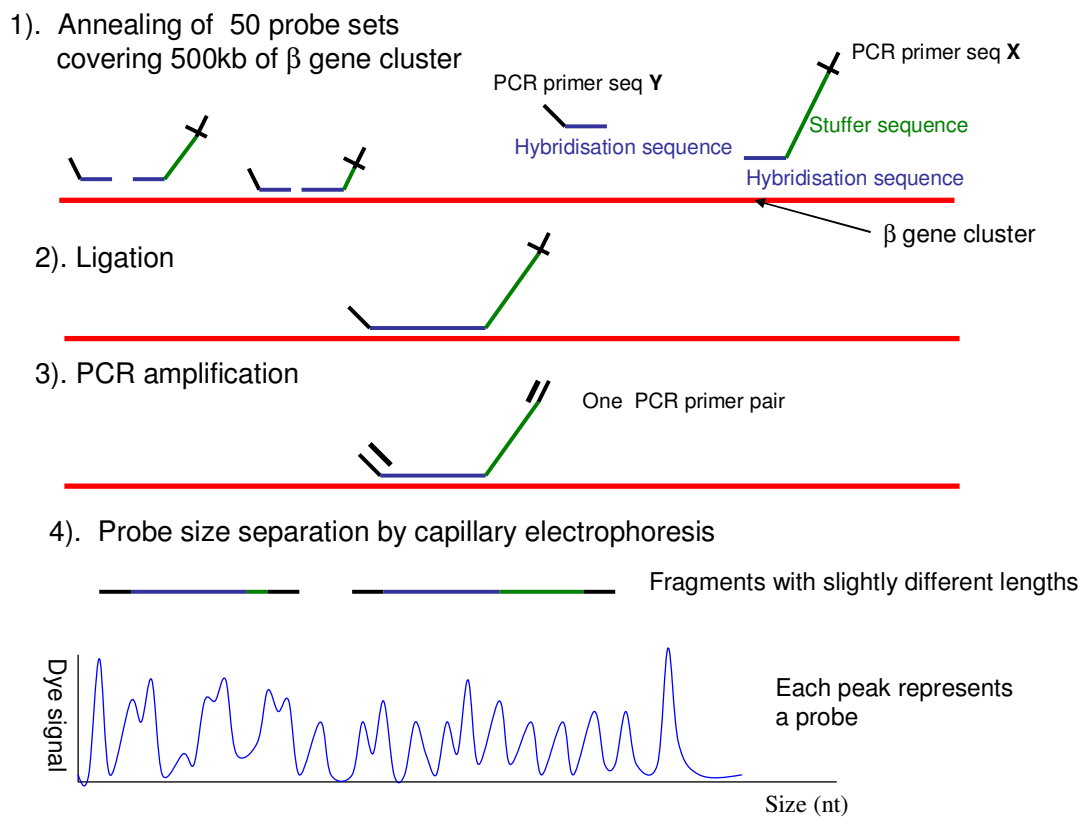 1). Annealing of 50 probe sets
covering 500kb of β gene cluster
PCR primer seq X
PCR primer seq Y
Stuffer sequence
Hybridisation sequence
Hybridisation sequence
β gene cluster
2). Ligation
3). PCR amplification
One PCR primer pair
4). Probe size separation by capillary electrophoresis
Fragments with slightly different lengths
Dye signal
Each peak represents
a probe
Size (nt)